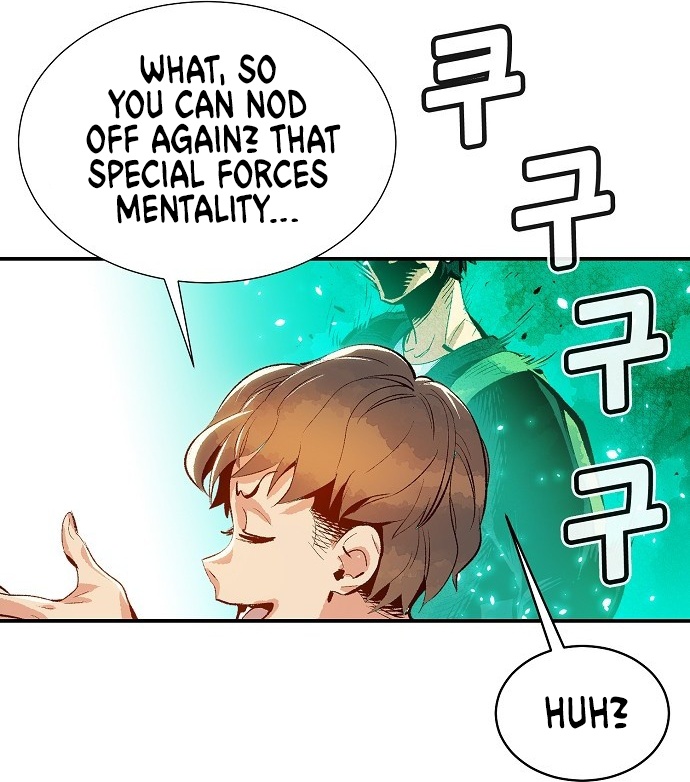 WHAT, SO
YOU CAN NOD
OFF AGAIN? THAT
SPECIAL FORCES
MENTALITY...
쿠
구
구
구
HUH?